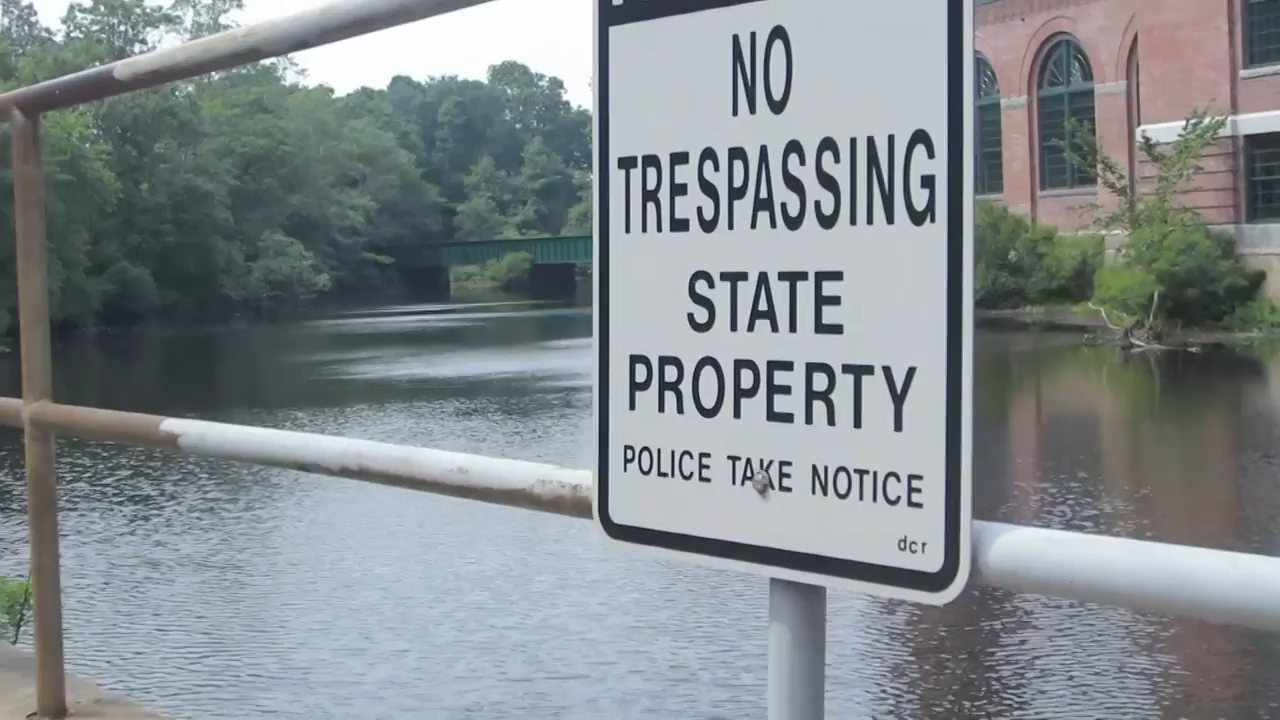 NO
TRESPASSING
STATE
PROPERTY
POLICE TAKE NOTICE
dcr